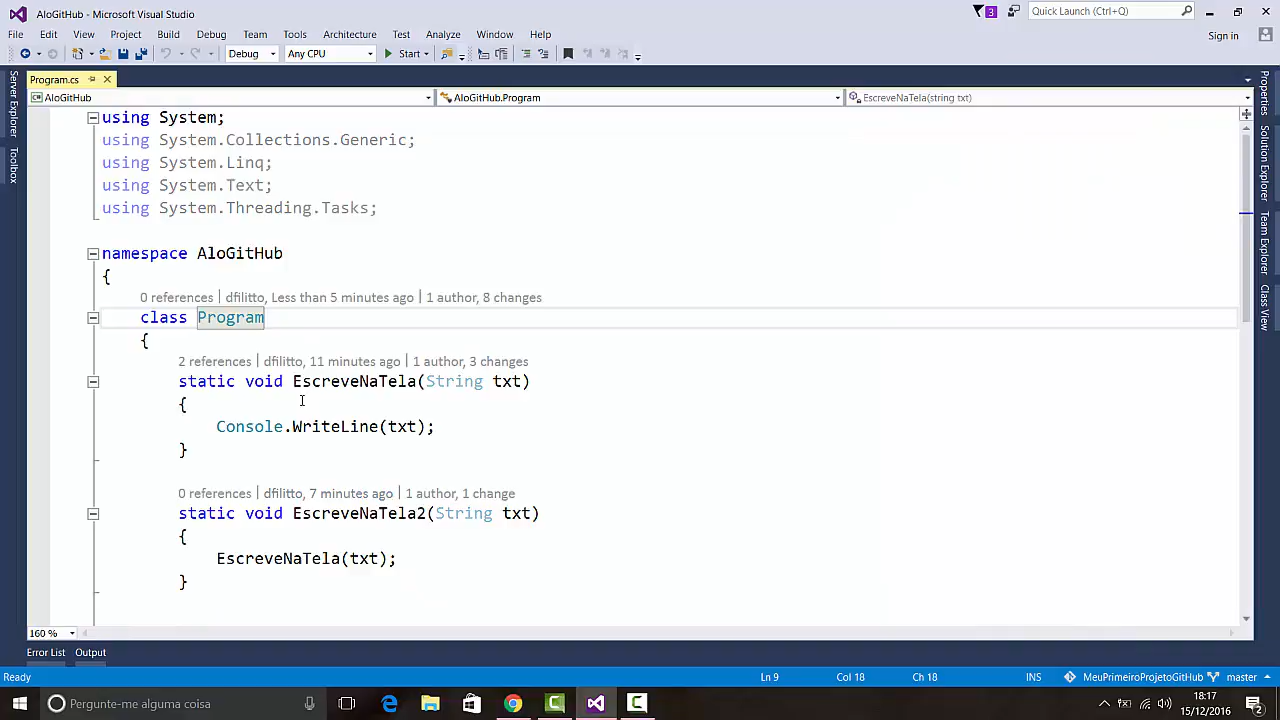 AloGitHub - Microsoft Visual Studio
3
Quick Launch (Ctrl+Q)
File Edit View Project Build Debug Team Tools Architecture Test Analyze Window Help
Sign in
Debug Any CPU Start
Program.cs
AloGitHub AloGitHub.Program EscreveNaTela(string txt)
Server Explorer
Toolbox
Properties
Solution Explorer
Team Explorer
Class View
using System;
using System.Collections.Generic;
using System.Linq;
using System.Text;
using System.Threading.Tasks;
namespace AloGitHub
{
0 references | dfilitto, Less than 5 minutes ago | 1 author, 8 changes
class Program
{
2 references | dfilitto, 11 minutes ago | 1 author, 3 changes
static void EscreveNaTela(String txt)
{
Console.WriteLine(txt);
}
0 references | dfilitto, 7 minutes ago | 1 author, 1 change
static void EscreveNaTela2(String txt)
{
EscreveNaTela(txt);
}
160 %
Error List Output
Ready Ln 9 Col 18 Ch 18 INS MeuPrimeiroProjetoGitHub master
Pergunte-me alguma coisa
18:17
15/12/2016
2